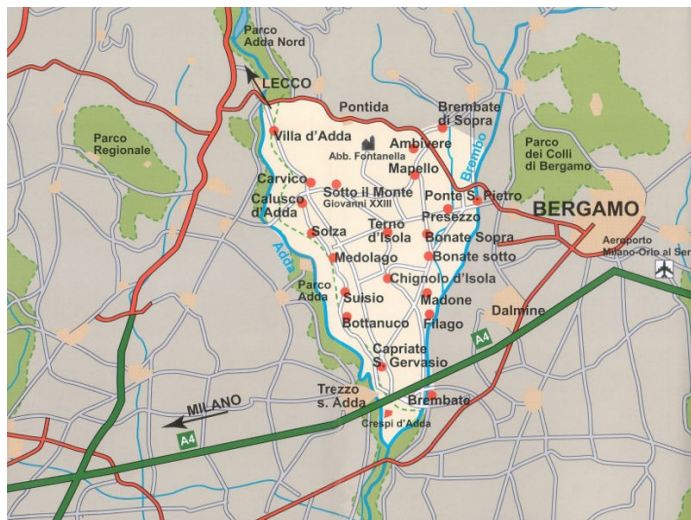 Parco
Adda Nord
LECCO
Pontida
Brembate
di Sopra
Villa d'Adda
Ambivere
Abb. Fontanella
Parco
Regionale
Brembo
Parco
dei Colli
di Bergamo
Mapello
Carvico
Sotto il Monte
Giovanni XXIII
Ponte S. Pietro
Calusco
d'Adda
Presezzo
BERGAMO
Solza
Terno
d'Isola
Bonate Sopra
Aeroporto
Milano-Orio al Ser
Adda
Medolago
Bonate sotto
Parco
Adda
Chignolo d'Isola
Suisio
Madone
Dalmine
Bottanuco
Filago
A4
Capriate
S. Gervasio
Trezzo
s. Adda
Brembate
MILANO
Crespi d'Adda
A4